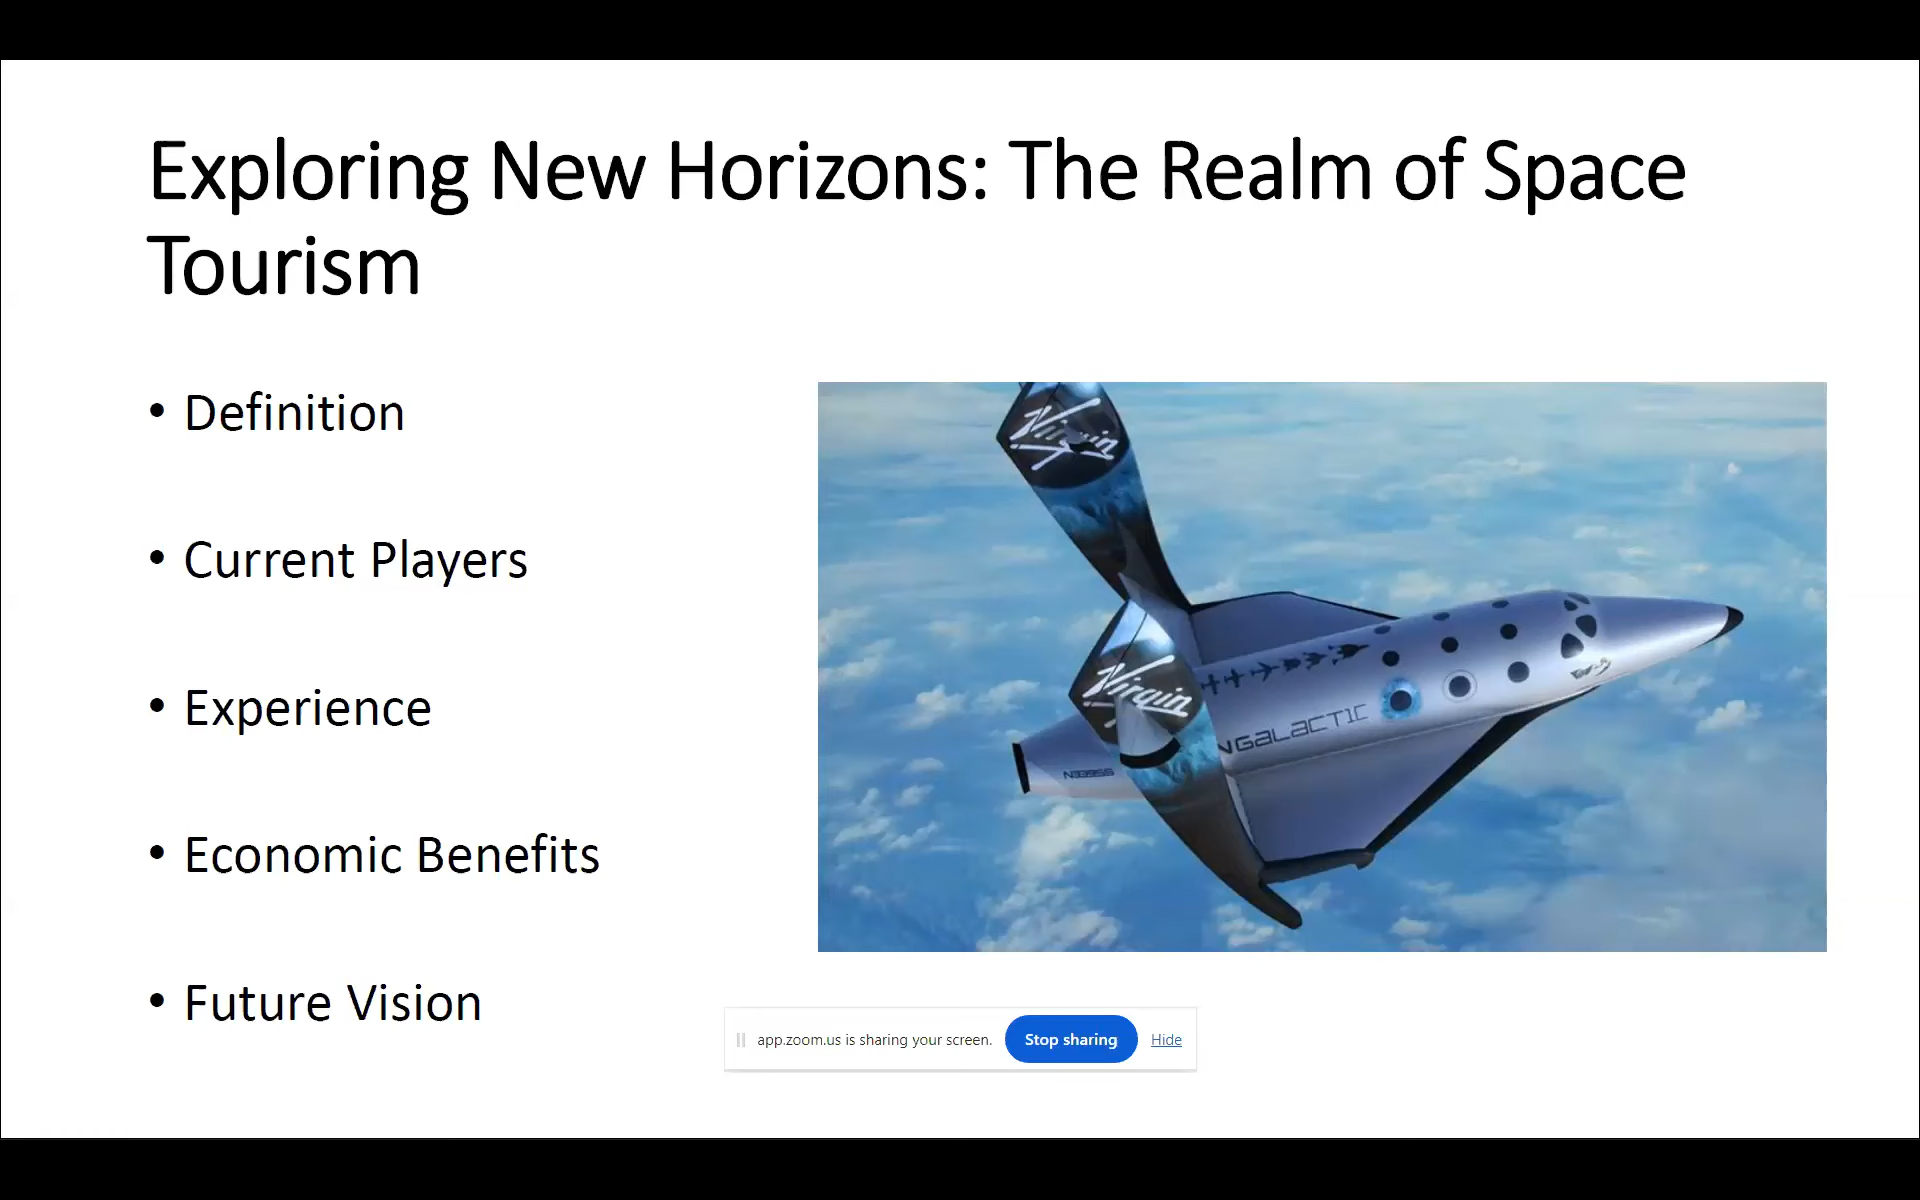 Exploring New Horizons: The Realm of Space
Tourism
• Definition
• Current Players
• Experience
• Economic Benefits
• Future Vision
Virgin
Virgin
GALACTIC
app.zoom.us is sharing your screen. Stop sharing Hide